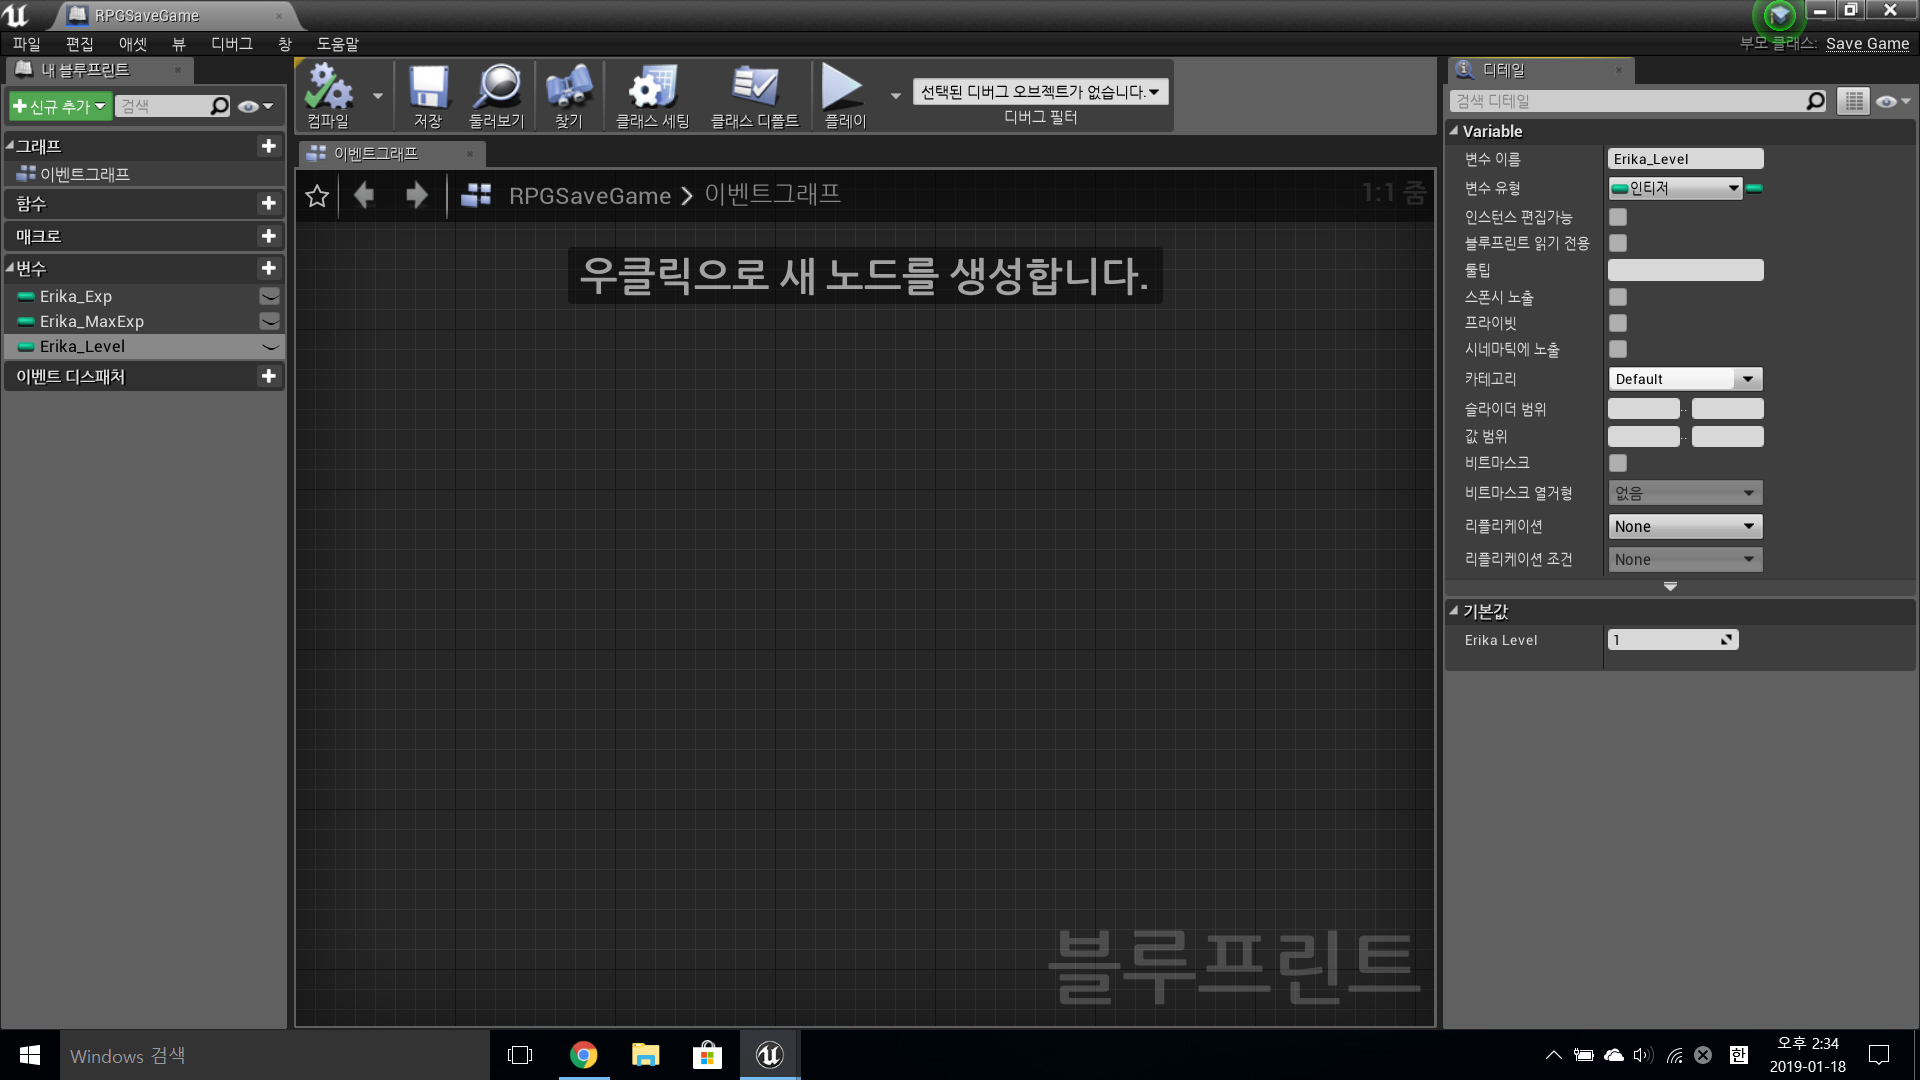 RPGSaveGame
파일 편집 애셋 뷰 디버그 창 도움말
부모 클래스: Save Game
내 블루프린트
신규 추가
검색
그래프
이벤트그래프
함수
매크로
변수
Erika_Exp
Erika_MaxExp
Erika_Level
이벤트 디스패처
컴파일
저장
둘러보기
찾기
클래스 세팅
클래스 디폴트
플레이
선택된 디버그 오브젝트가 없습니다.
디버그 필터
이벤트그래프
RPGSaveGame > 이벤트그래프
1:1 줌
우클릭으로 새 노드를 생성합니다.
블루프린트
디테일
검색 디테일
Variable
변수 이름 Erika_Level
변수 유형 인티저
인스턴스 편집가능
블루프린트 읽기 전용
툴팁
스폰시 노출
프라이빗
시네마틱에 노출
카테고리 Default
슬라이더 범위 ..
값 범위 ..
비트마스크
비트마스크 열거형 없음
리플리케이션 None
리플리케이션 조건 None
기본값
Erika Level 1
Windows 검색
한
오후 2:34
2019-01-18